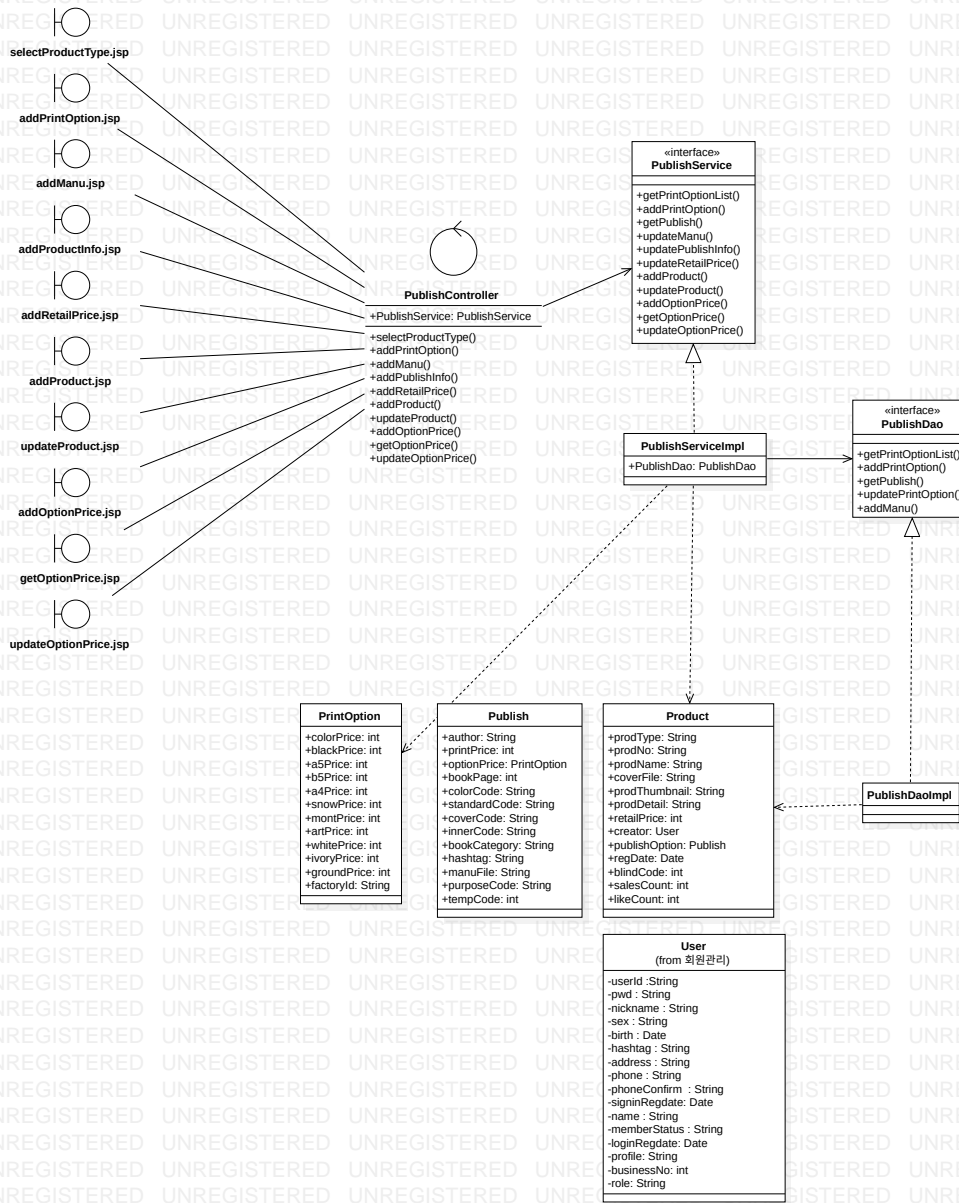 selectProductType.jsp
addPrintOption.jsp
addManu.jsp
addProductInfo.jsp
addRetailPrice.jsp
addProduct.jsp
updateProduct.jsp
addOptionPrice.jsp
getOptionPrice.jsp
updateOptionPrice.jsp
PublishController
+PublishService: PublishService
+selectProductType()
+addPrintOption()
+addManu()
+addPublishInfo()
+addRetailPrice()
+addProduct()
+updateProduct()
+addOptionPrice()
+getOptionPrice()
+updateOptionPrice()
«interface»
PublishService
+getPrintOptionList()
+addPrintOption()
+getPublish()
+updateManu()
+updatePublishInfo()
+updateRetailPrice()
+addProduct()
+updateProduct()
+addOptionPrice()
+getOptionPrice()
+updateOptionPrice()
PublishServiceImpl
+PublishDao: PublishDao
«interface»
PublishDao
+getPrintOptionList()
+addPrintOption()
+getPublish()
+updatePrintOption()
+addManu()
PrintOption
+colorPrice: int
+blackPrice: int
+a5Price: int
+b5Price: int
+a4Price: int
+snowPrice: int
+montPrice: int
+artPrice: int
+whitePrice: int
+ivoryPrice: int
+groundPrice: int
+factoryId: String
Publish
+author: String
+printPrice: int
+optionPrice: PrintOption
+bookPage: int
+colorCode: String
+standardCode: String
+coverCode: String
+innerCode: String
+bookCategory: String
+hashtag: String
+manuFile: String
+purposeCode: String
+tempCode: int
Product
+prodType: String
+prodNo: String
+prodName: String
+coverFile: String
+prodThumbnail: String
+prodDetail: String
+retailPrice: int
+creator: User
+publishOption: Publish
+regDate: Date
+blindCode: int
+salesCount: int
+likeCount: int
PublishDaoImpl
User
(from 회원관리)
-userId :String
-pwd : String
-nickname : String
-sex : String
-birth : Date
-hashtag : String
-address : String
-phone : String
-phoneConfirm : String
-signinRegdate: Date
-name : String
-memberStatus : String
-loginRegdate: Date
-profile: String
-businessNo: int
-role: String
UNREGISTERED